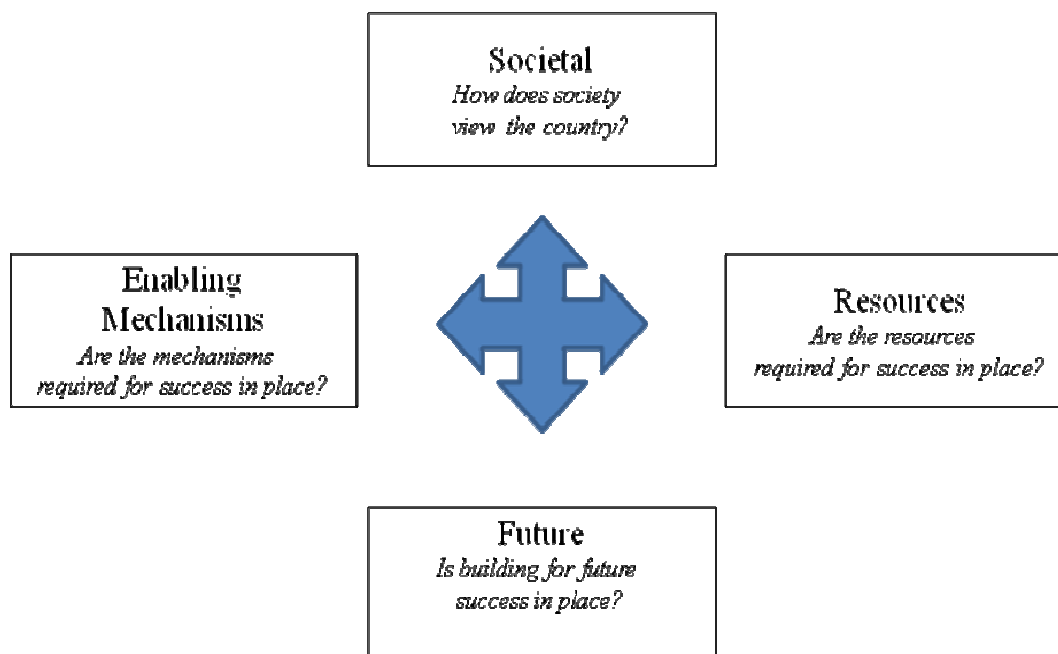 Societal
How does society
view the country?
Enabling
Mechanisms
Are the mechanisms
required for success in place?
Resources
Are the resources
required for success in place?
Future
Is building for future
success in place?